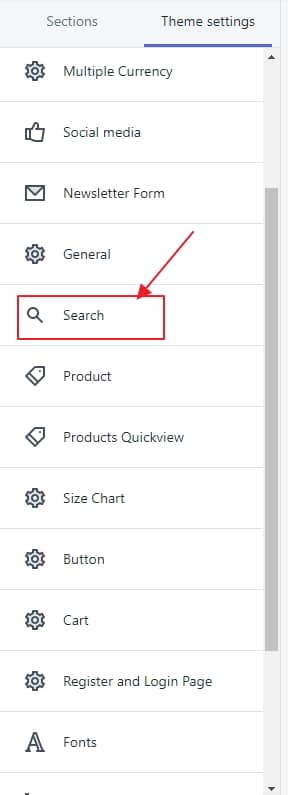 Sections Theme settings
Multiple Currency
Social media
Newsletter Form
General
Search
Product
Products Quickview
Size Chart
Button
Cart
Register and Login Page
Fonts